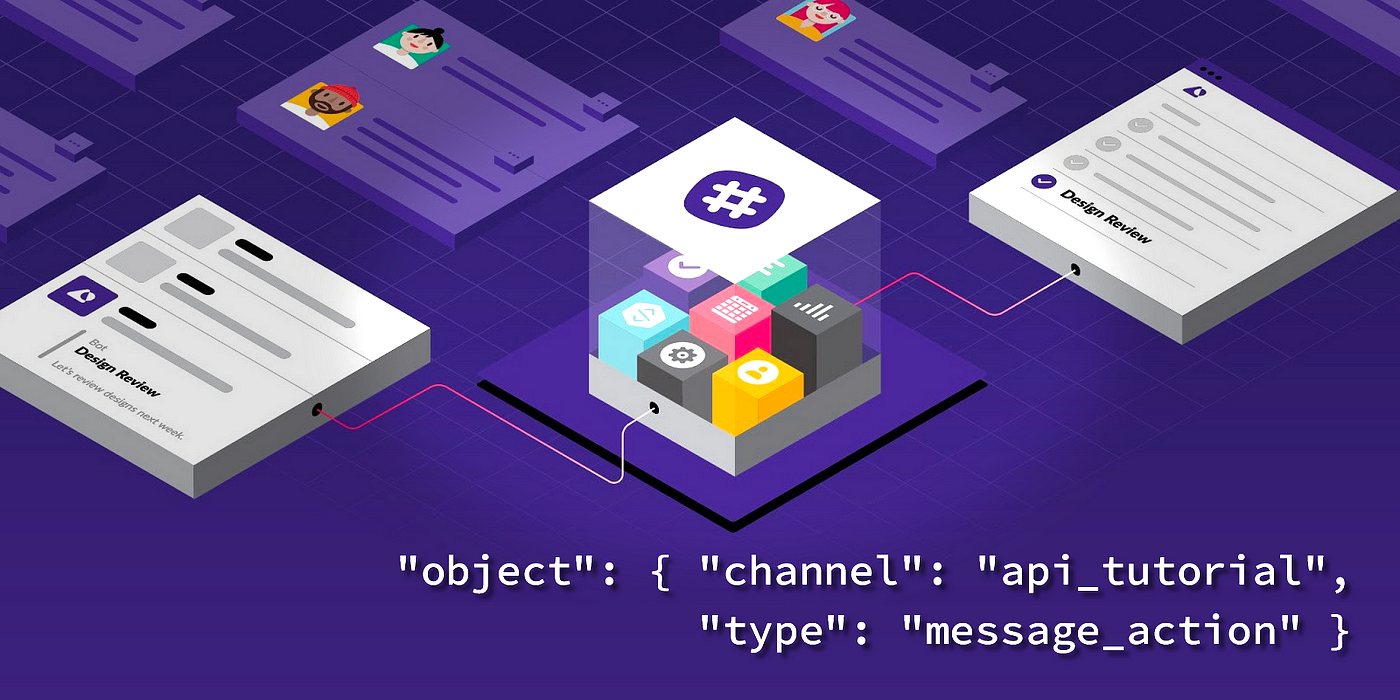 Bot
Design Review
Let's review designs next week.
#
Design Review
"object": { "channel": "api_tutorial",
"type": "message_action" }